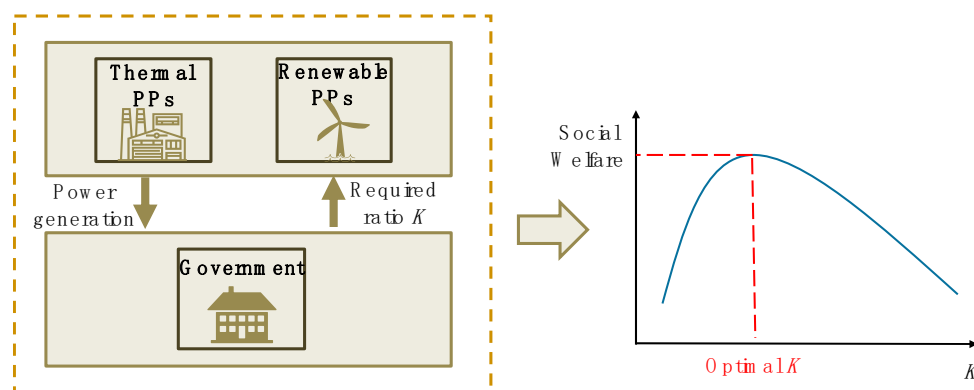 Thermal
PPs
Renewable
PPs
Power
generation
Required
ratio K
Government
Social
Welfare
Optimal K
K